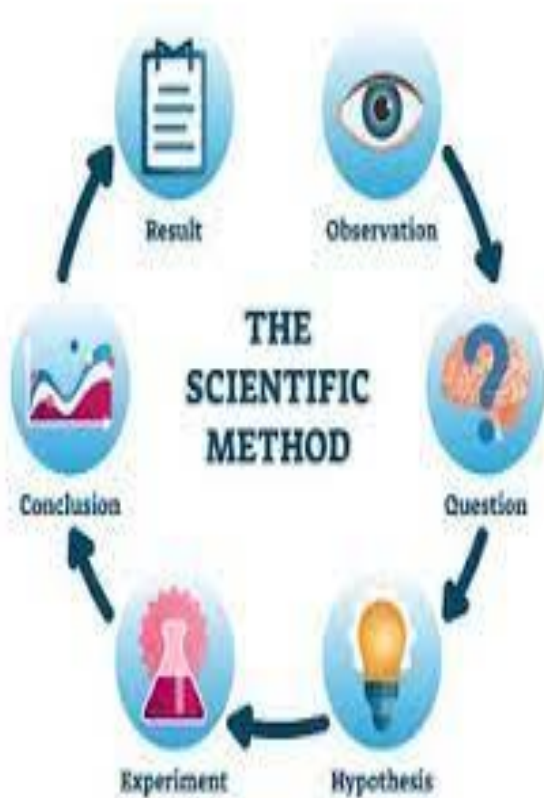 Result
Observation
THE
SCIENTIFIC
METHOD
Conclusion
Question
Experiment
Hypothesis